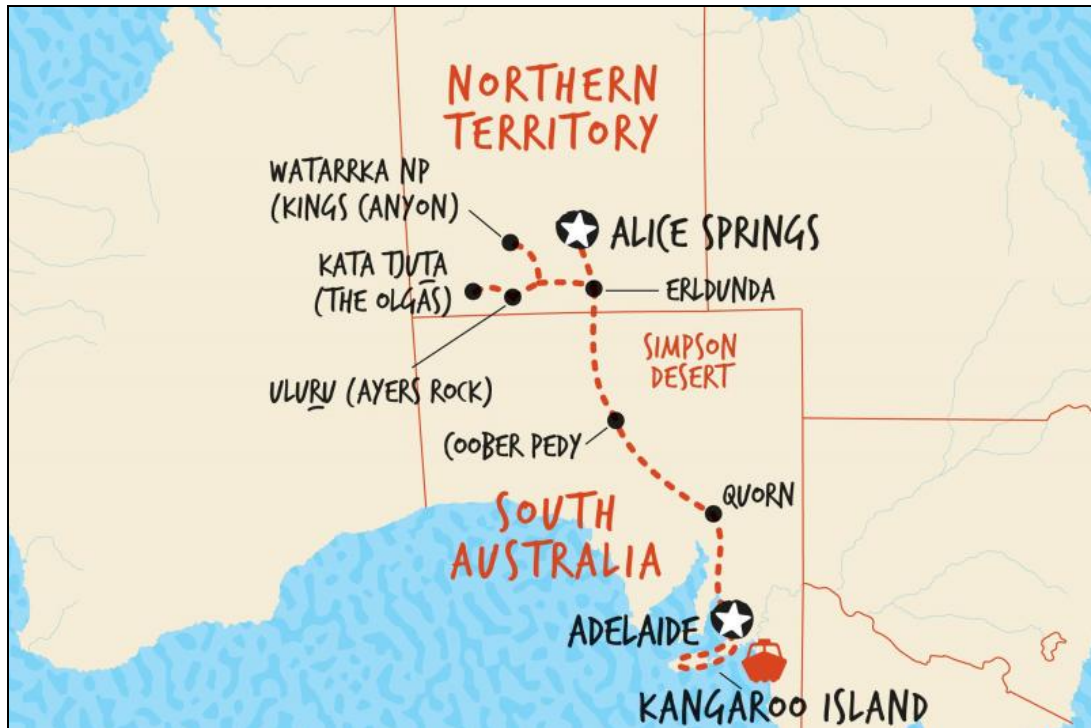 NORTHERN
TERRITORY
WATARRKA NP
(KINGS CANYON)
ALICE SPRINGS
KATA TJUṮA
(THE OLGAS)
ERLDUNDA
SIMPSON
DESERT
ULURU (AYERS ROCK)
COOBER PEDY
QUORN
SOUTH
AUSTRALIA
ADELAIDE
KANGAROO ISLAND